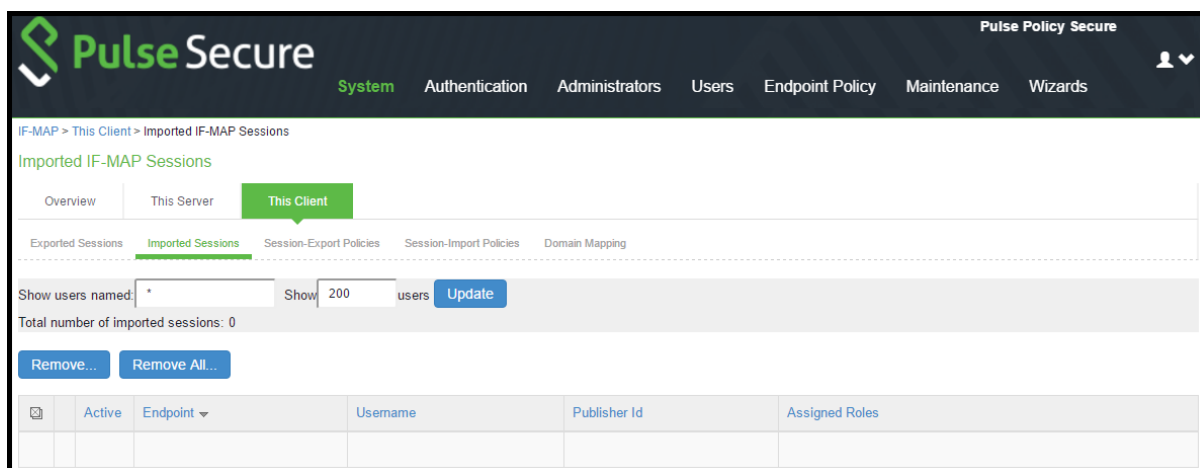 Pulse Policy Secure
Pulse Secure
System Authentication Administrators Users Endpoint Policy Maintenance Wizards
IF-MAP > This Client > Imported IF-MAP Sessions
Imported IF-MAP Sessions
Overview This Server This Client
Exported Sessions Imported Sessions Session-Export Policies Session-Import Policies Domain Mapping
Show users named: * Show 200 users Update
Total number of imported sessions: 0
Remove... Remove All...
Active Endpoint Username Publisher Id Assigned Roles